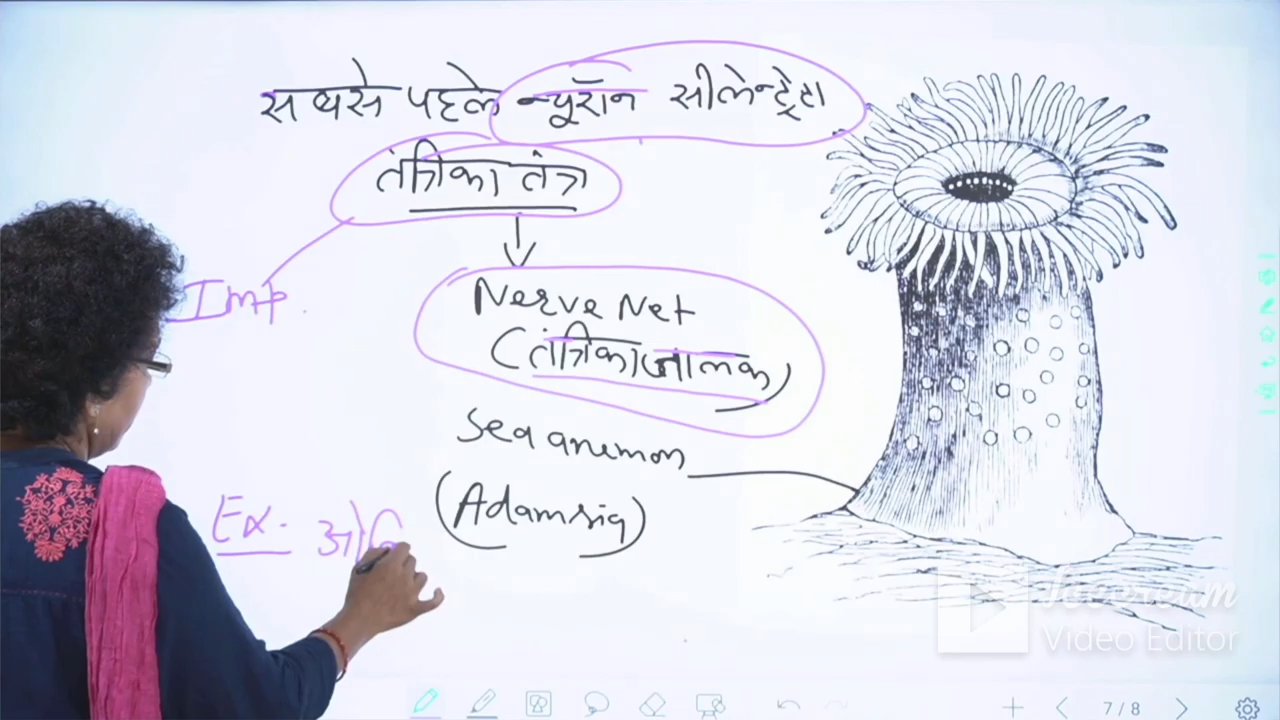 सबसे पहले न्यूरॉन सीलेन्ट्रेटा
तंत्रिका तंत्र
Imp.
Nerve Net
(तंत्रिका जालक)
Sea anemon
(Adamsia)
Ex.
Video Editor
7/8